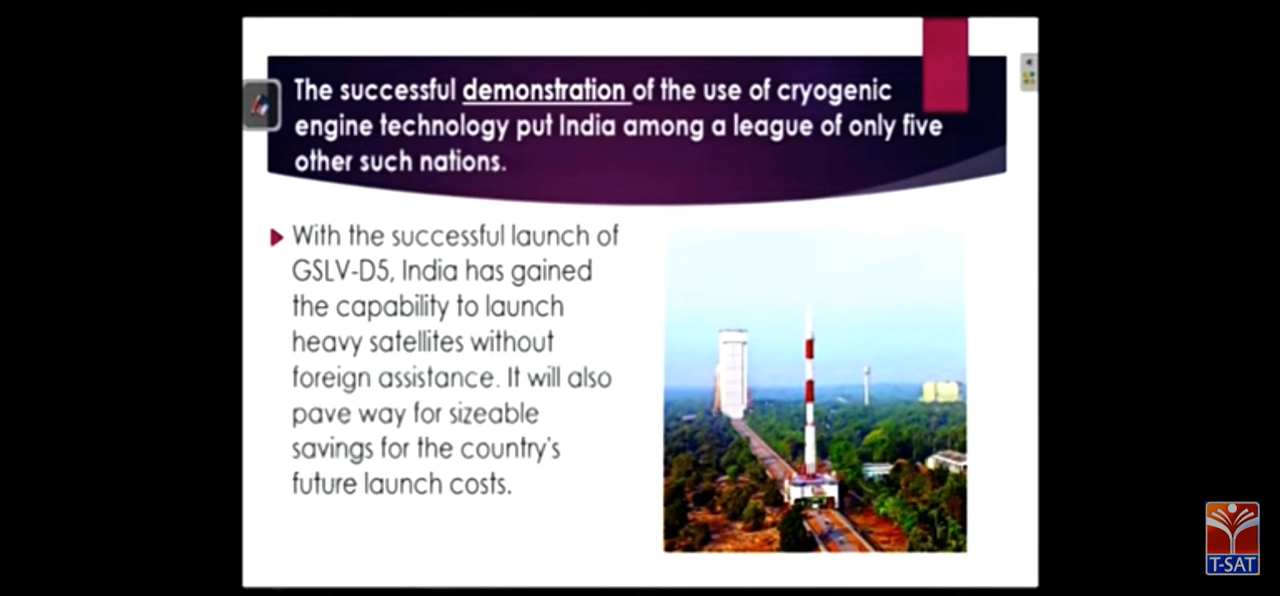 The successful demonstration of the use of cryogenic
engine technology put India among a league of only five
other such nations.
With the successful launch of
GSLV-D5, India has gained
the capability to launch
heavy satellites without
foreign assistance. It will also
pave way for sizeable
savings for the country's
future launch costs.
T-SAT